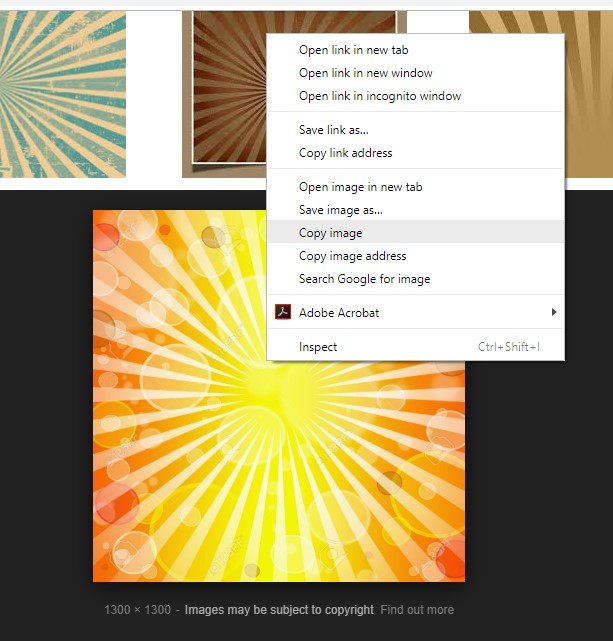 Open link in new tab
Open link in new window
Open link in incognito window
Save link as...
Copy link address
Open image in new tab
Save image as...
Copy image
Copy image address
Search Google for image
Adobe Acrobat
Inspect Ctrl+Shift+I
1300 × 1300 - Images may be subject to copyright Find out more